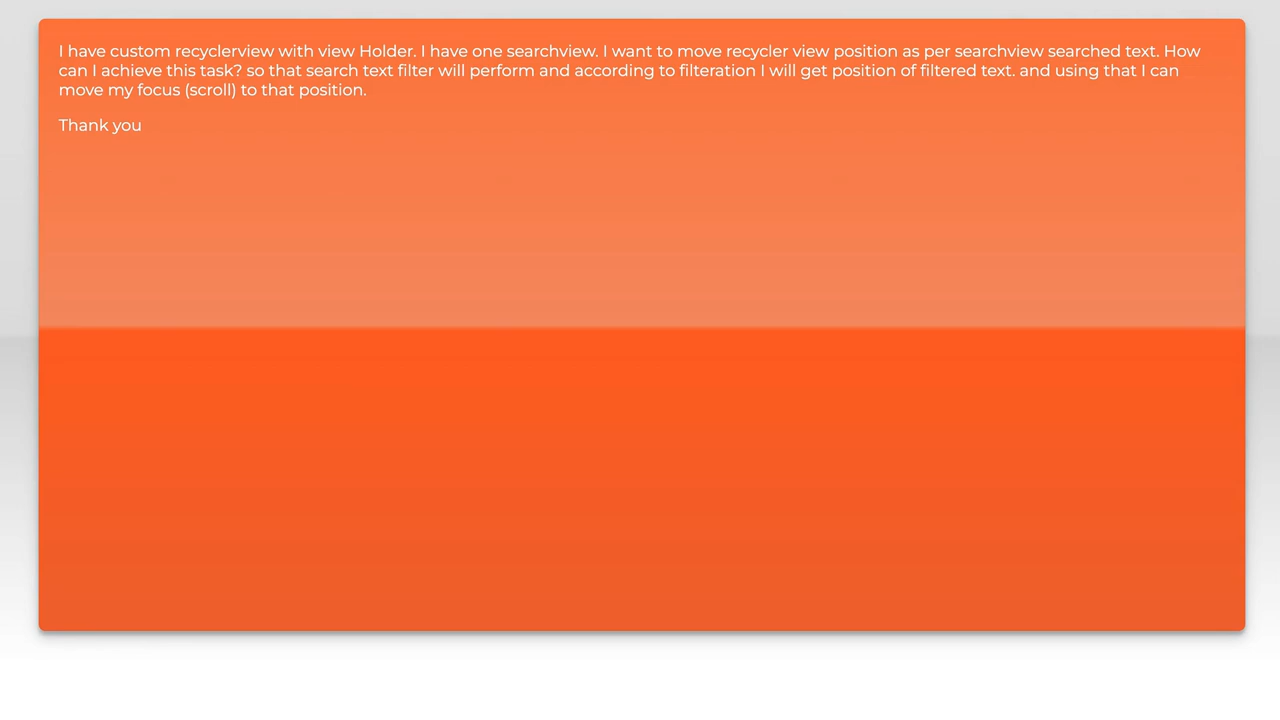 I have custom recyclerview with view Holder. I have one searchview. I want to move recycler view position as per searchview searched text. How
can I achieve this task? so that search text filter will perform and according to filteration I will get position of filtered text. and using that I can
move my focus (scroll) to that position.
Thank you